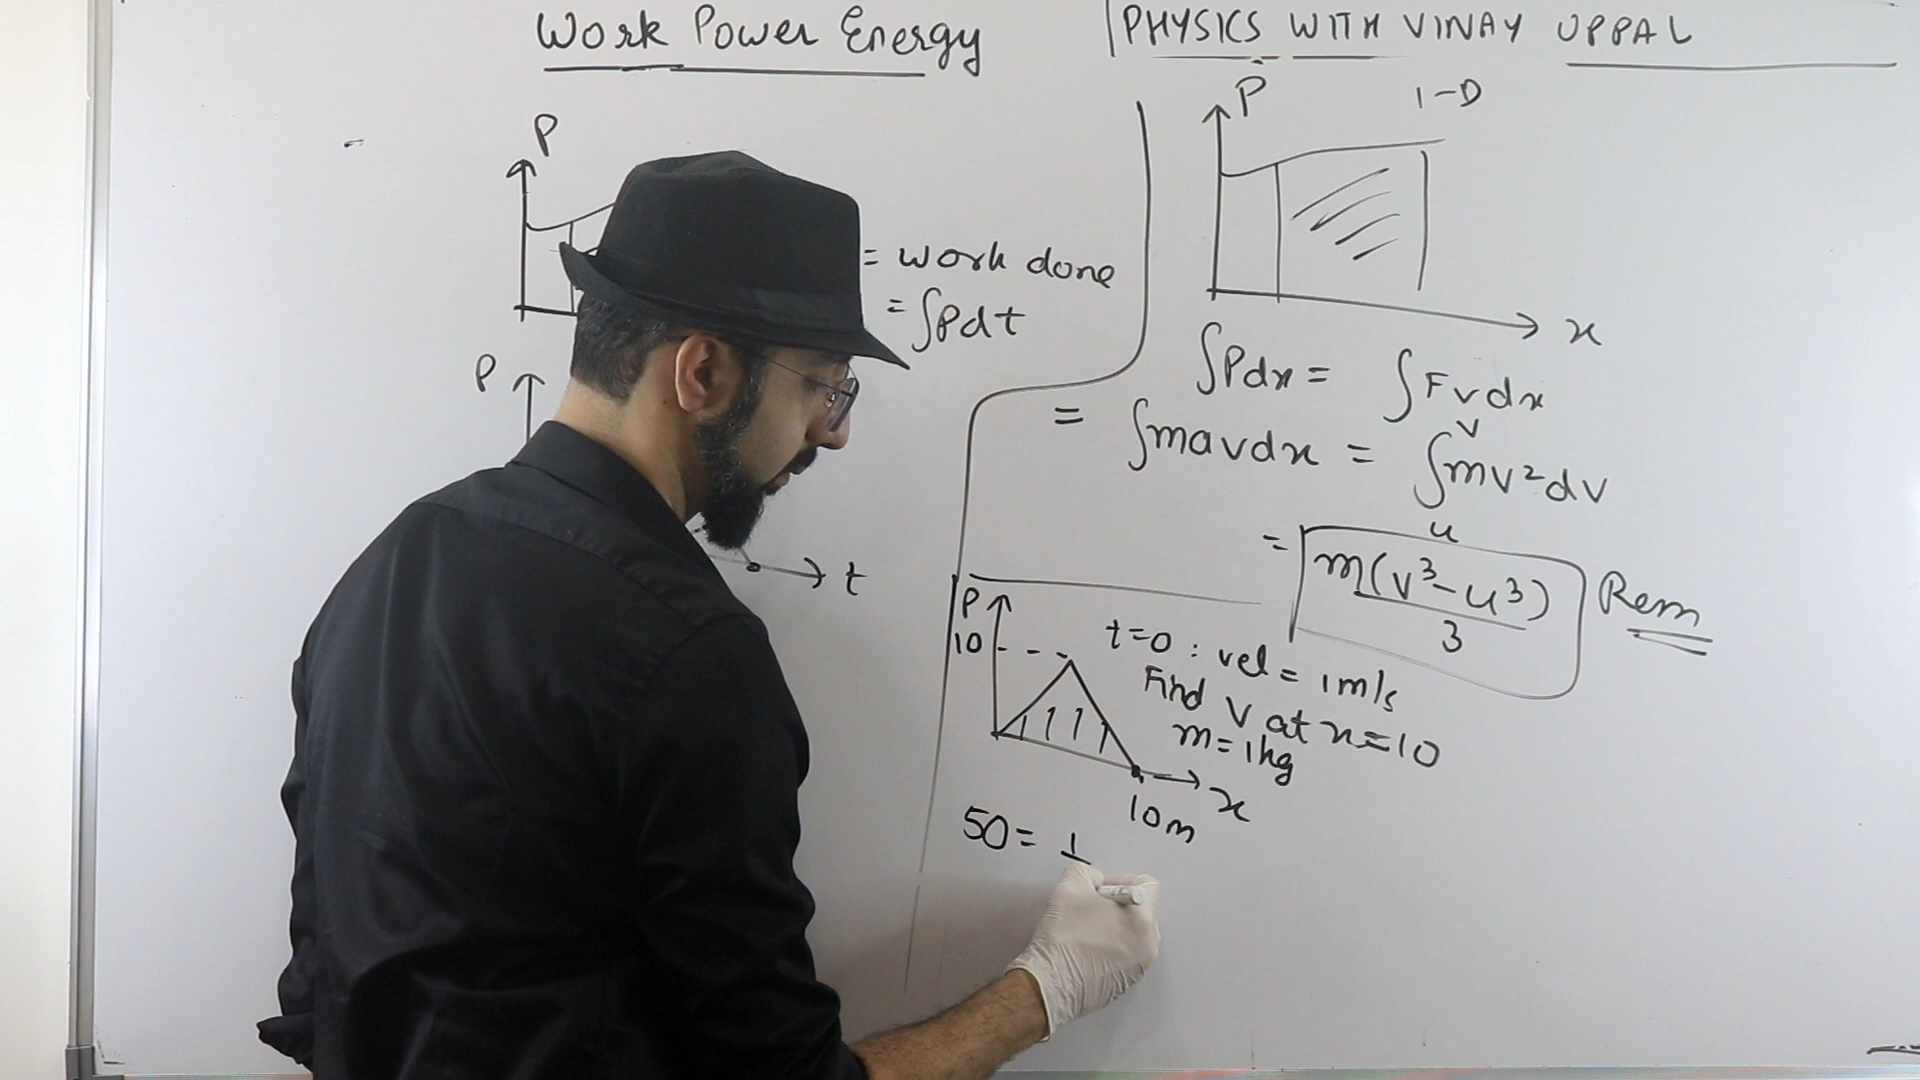 Work Power Energy
PHYSICS WITH VINAY UPPAL
P
= work done
= ∫Pdt
P
t
P
1-D
x
∫Pdx = ∫Fvdx
= ∫mavdx = ∫mv²dv
v
u
= m(v³-u³)
3
Rem
P
10
t=0 : vel = 1m/s
Find V at x=10
m=1kg
x
10m
50 = 1